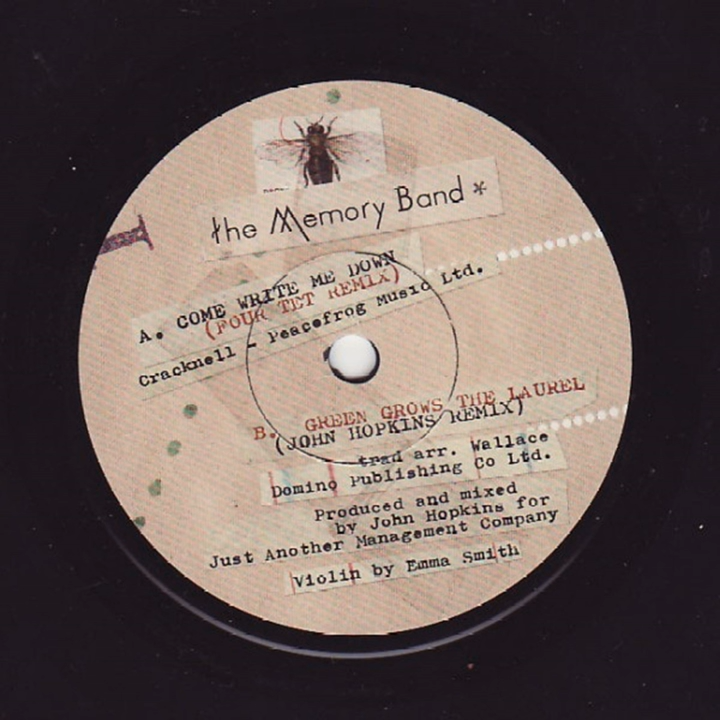 the Memory Band *
A. COME WRITE ME DOWN
(FOUR TET REMIX)
Cracknell - Peacefrog Music Ltd.
B. GREEN GROWS THE LAUREL
(JOHN HOPKINS REMIX)
trad arr. Wallace
Domino Publishing Co Ltd.
Produced and mixed
by John Hopkins for
Just Another Management Company
Violin by Emma Smith